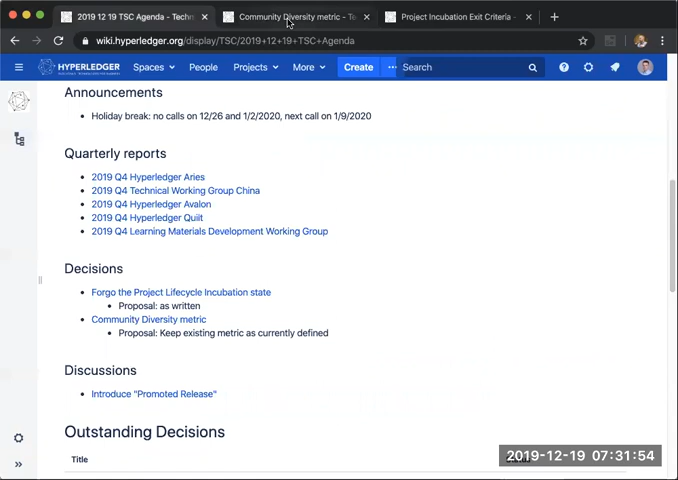 2019 12 19 TSC Agenda - Techn
Community Diversity metric - Te
Project Incubation Exit Criteria -
wiki.hyperledger.org/display/TSC/2019+12+19+TSC+Agenda
HYPERLEDGER
Spaces
People
Projects
More
Create
Search
Announcements
Holiday break: no calls on 12/26 and 1/2/2020, next call on 1/9/2020
Quarterly reports
2019 Q4 Hyperledger Aries
2019 Q4 Technical Working Group China
2019 Q4 Hyperledger Avalon
2019 Q4 Hyperledger Quilt
2019 Q4 Learning Materials Development Working Group
Decisions
Forgo the Project Lifecycle Incubation state
Proposal: as written
Community Diversity metric
Proposal: Keep existing metric as currently defined
Discussions
Introduce "Promoted Release"
Outstanding Decisions
Title
2019-12-19 07:31:54